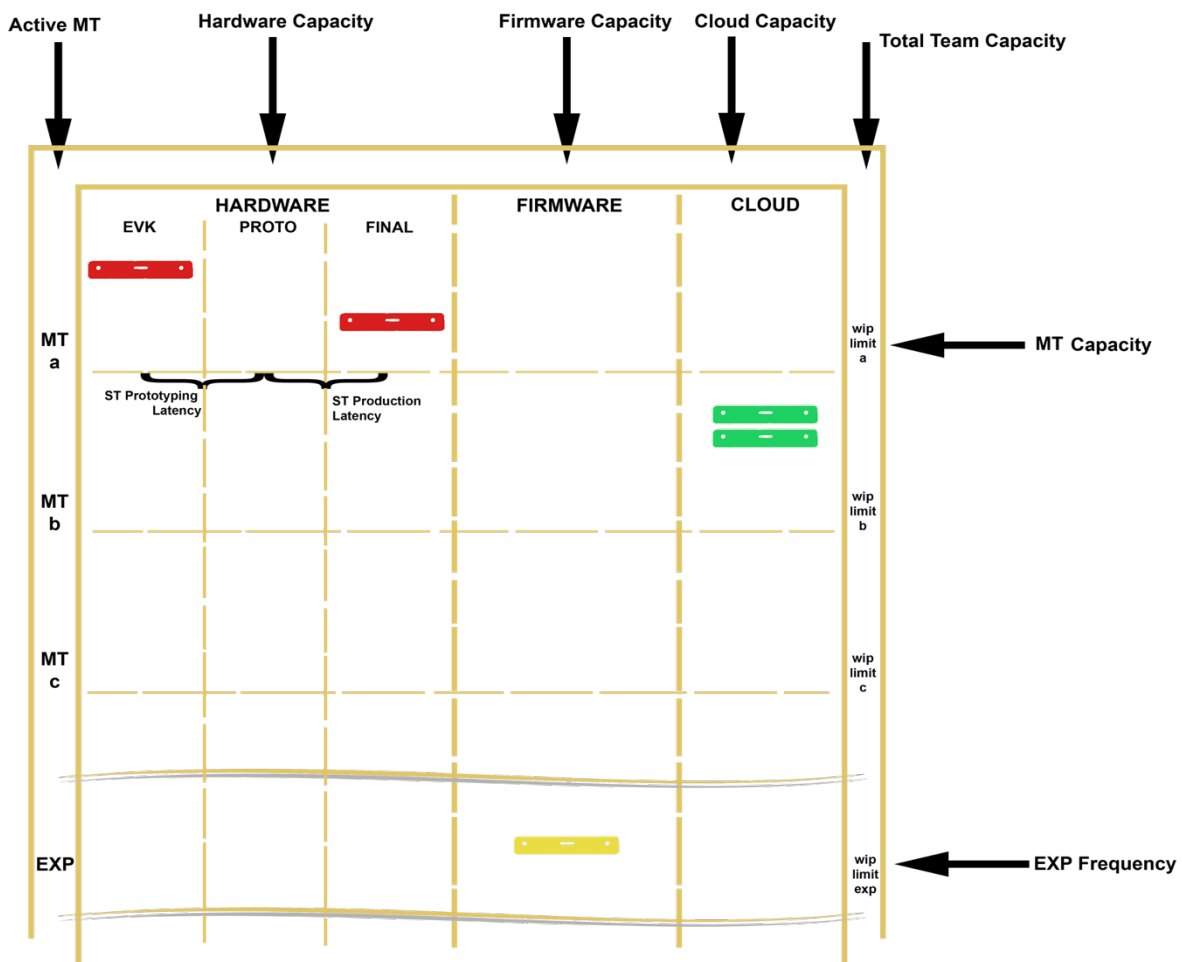 Active MT
Hardware Capacity
Firmware Capacity
Cloud Capacity
Total Team Capacity
HARDWARE
FIRMWARE
CLOUD
EVK
PROTO
FINAL
MT
a
wip
limit
a
MT Capacity
ST Prototyping
Latency
ST Production
Latency
MT
b
wip
limit
b
MT
c
wip
limit
c
EXP
wip
limit
exp
EXP Frequency